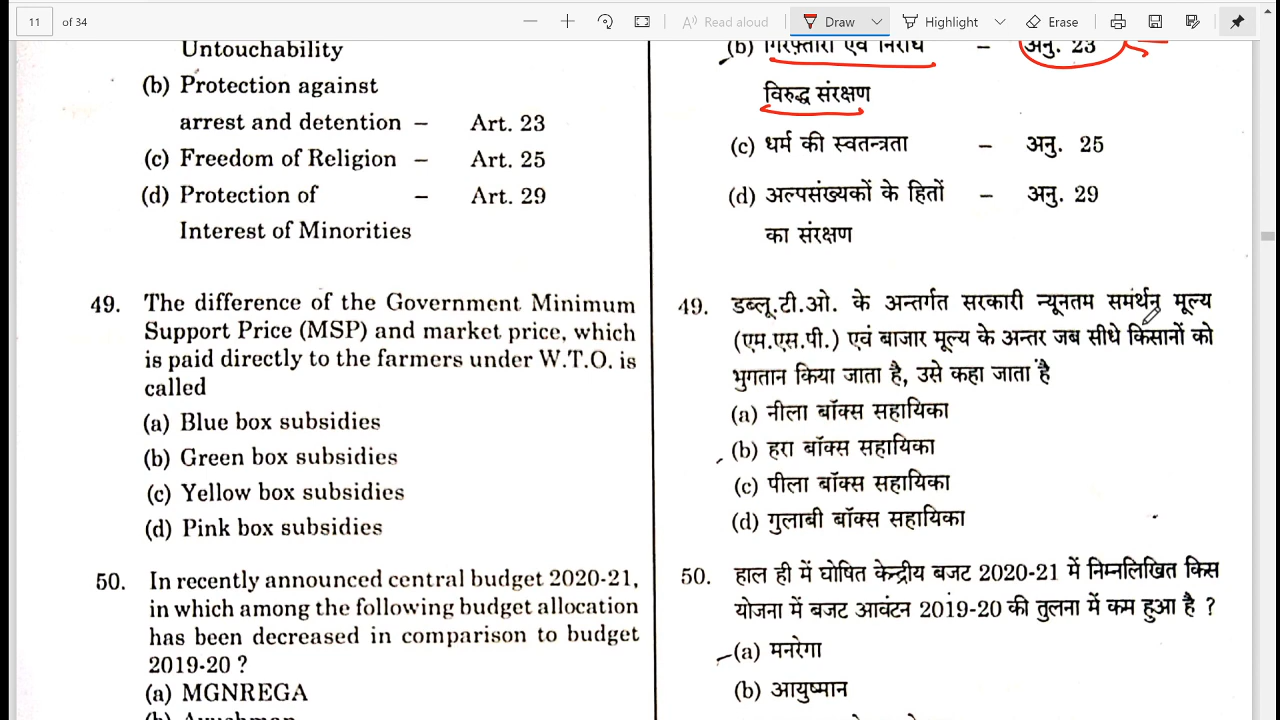 11 of 34 Read aloud Draw Highlight Erase
Untouchability
(b) Protection against
arrest and detention – Art. 23
(c) Freedom of Religion – Art. 25
(d) Protection of – Art. 29
Interest of Minorities
49. The difference of the Government Minimum
Support Price (MSP) and market price, which
is paid directly to the farmers under W.T.O. is
called
(a) Blue box subsidies
(b) Green box subsidies
(c) Yellow box subsidies
(d) Pink box subsidies
50. In recently announced central budget 2020-21,
in which among the following budget allocation
has been decreased in comparison to budget
2019-20 ?
(a) MGNREGA
(b) गिरफ़्तारी एवं निरोध – अनु. 23
विरुद्ध संरक्षण
(c) धर्म की स्वतन्त्रता – अनु. 25
(d) अल्पसंख्यकों के हितों – अनु. 29
का संरक्षण
49. डब्लू.टी.ओ. के अन्तर्गत सरकारी न्यूनतम समर्थन मूल्य
(एम.एस.पी.) एवं बाजार मूल्य के अन्तर जब सीधे किसानों को
भुगतान किया जाता है, उसे कहा जाता है
(a) नीला बॉक्स सहायिका
(b) हरा बॉक्स सहायिका
(c) पीला बॉक्स सहायिका
(d) गुलाबी बॉक्स सहायिका
50. हाल ही में घोषित केन्द्रीय बजट 2020-21 में निम्नलिखित किस
योजना में बजट आवंटन 2019-20 की तुलना में कम हुआ है ?
(a) मनरेगा
(b) आयुष्मान